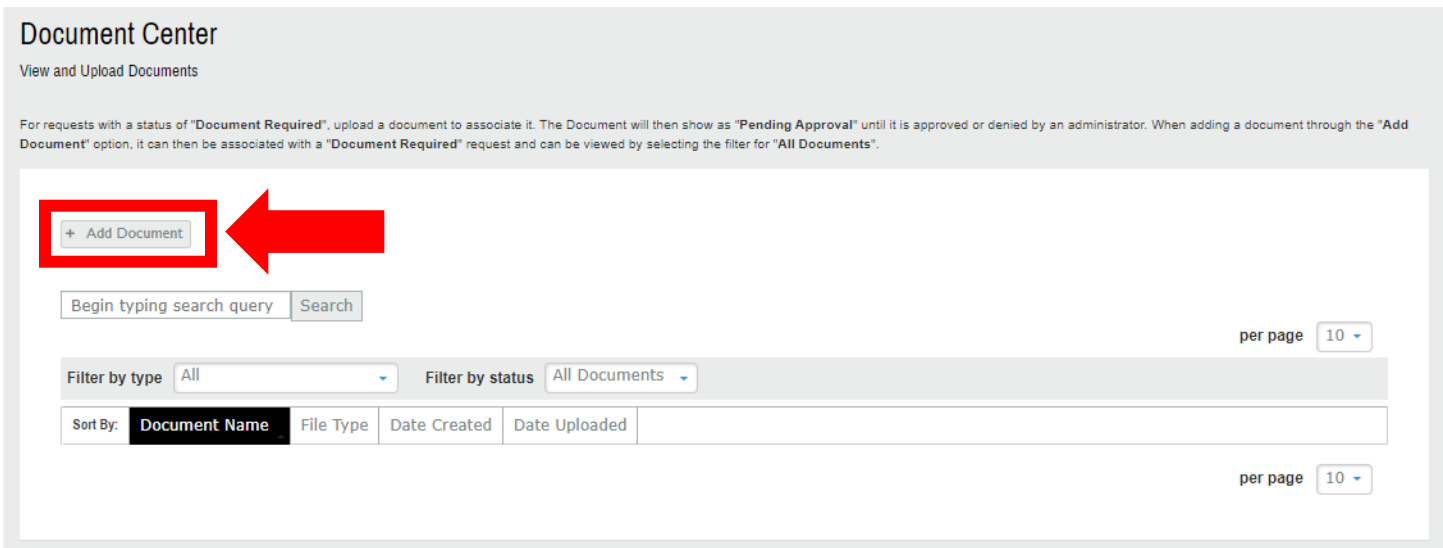 Document Center
View and Upload Documents
For requests with a status of "Document Required", upload a document to associate it. The Document will then show as "Pending Approval" until it is approved or denied by an administrator. When adding a document through the "Add
Document" option, it can then be associated with a "Document Required" request and can be viewed by selecting the filter for "All Documents".
+ Add Document
Begin typing search query Search
per page 10
Filter by type All Filter by status All Documents
Sort By: Document Name File Type Date Created Date Uploaded
per page 10